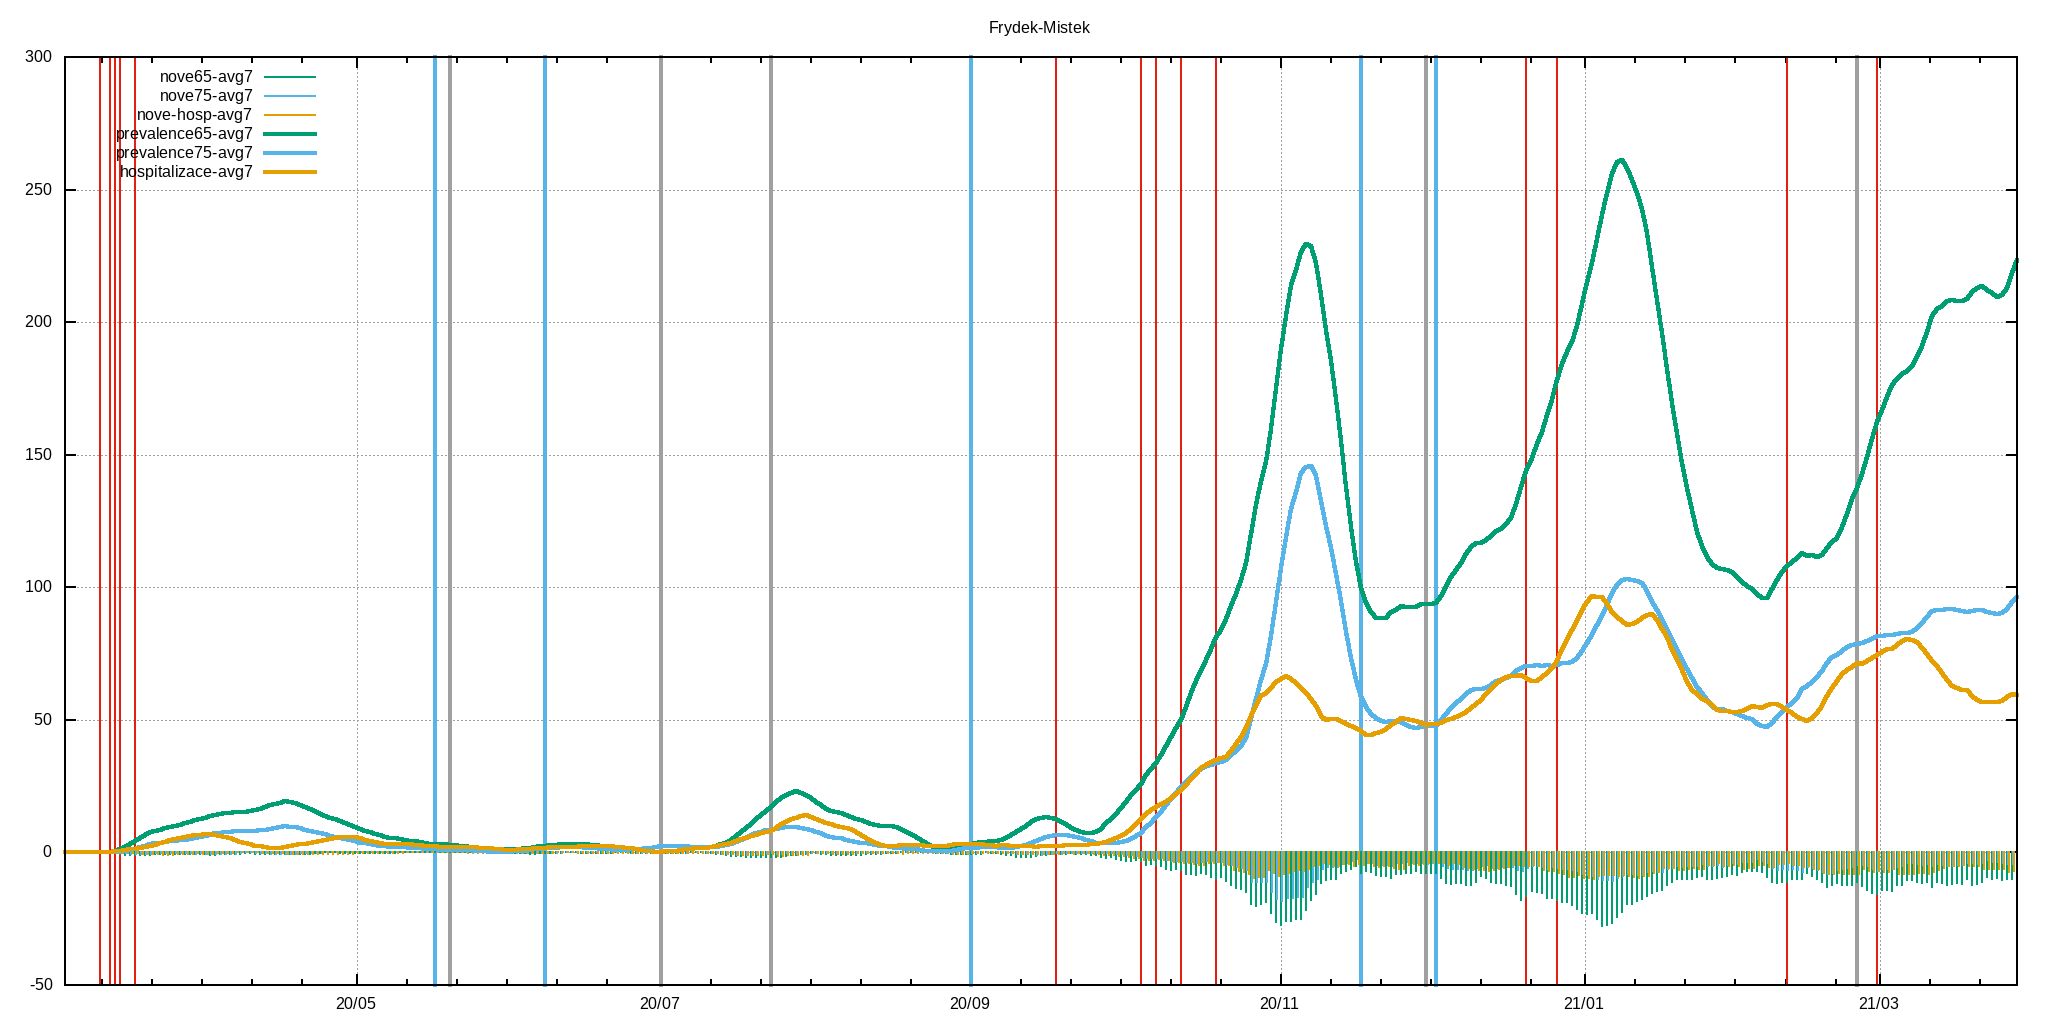 Frydek-Mistek
300
250
200
150
100
50
0
-50
nove65-avg7
nove75-avg7
nove-hosp-avg7
prevalence65-avg7
prevalence75-avg7
hospitalizace-avg7
20/05
20/07
20/09
20/11
21/01
21/03